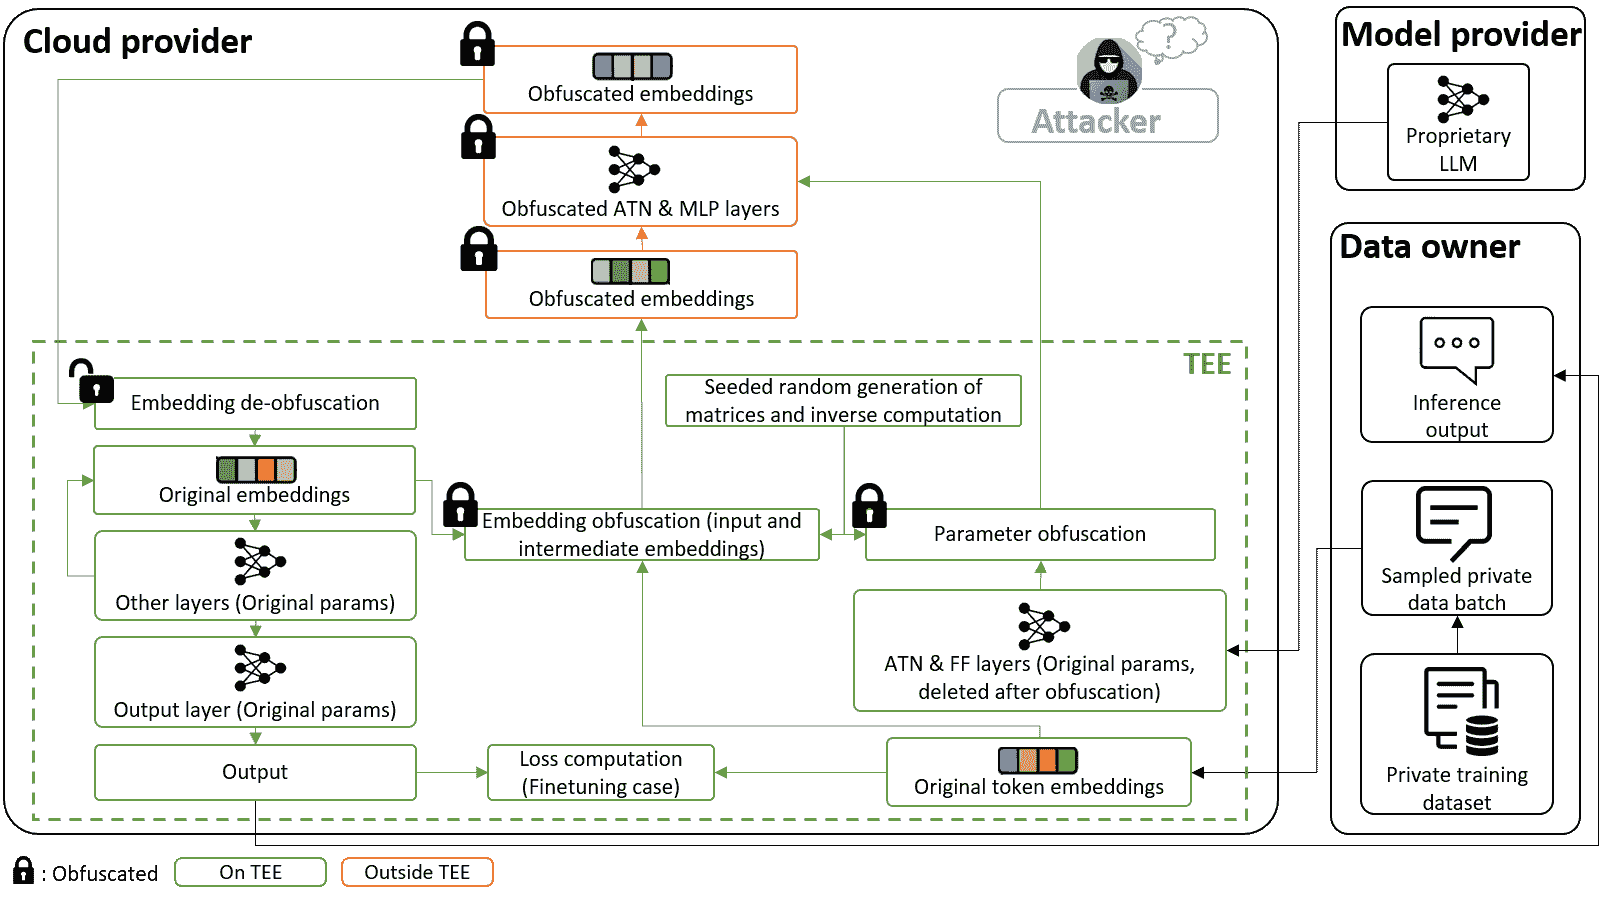 Cloud provider
Obfuscated embeddings
Obfuscated ATN & MLP layers
Obfuscated embeddings
?
Attacker
Model provider
Proprietary
LLM
Data owner
Inference
output
Sampled private
data batch
Private training
dataset
TEE
Embedding de-obfuscation
Original embeddings
Other layers (Original params)
Output layer (Original params)
Output
Seeded random generation of
matrices and inverse computation
Embedding obfuscation (input and
intermediate embeddings)
Parameter obfuscation
ATN & FF layers (Original params,
deleted after obfuscation)
Loss computation
(Finetuning case)
Original token embeddings
: Obfuscated
On TEE
Outside TEE